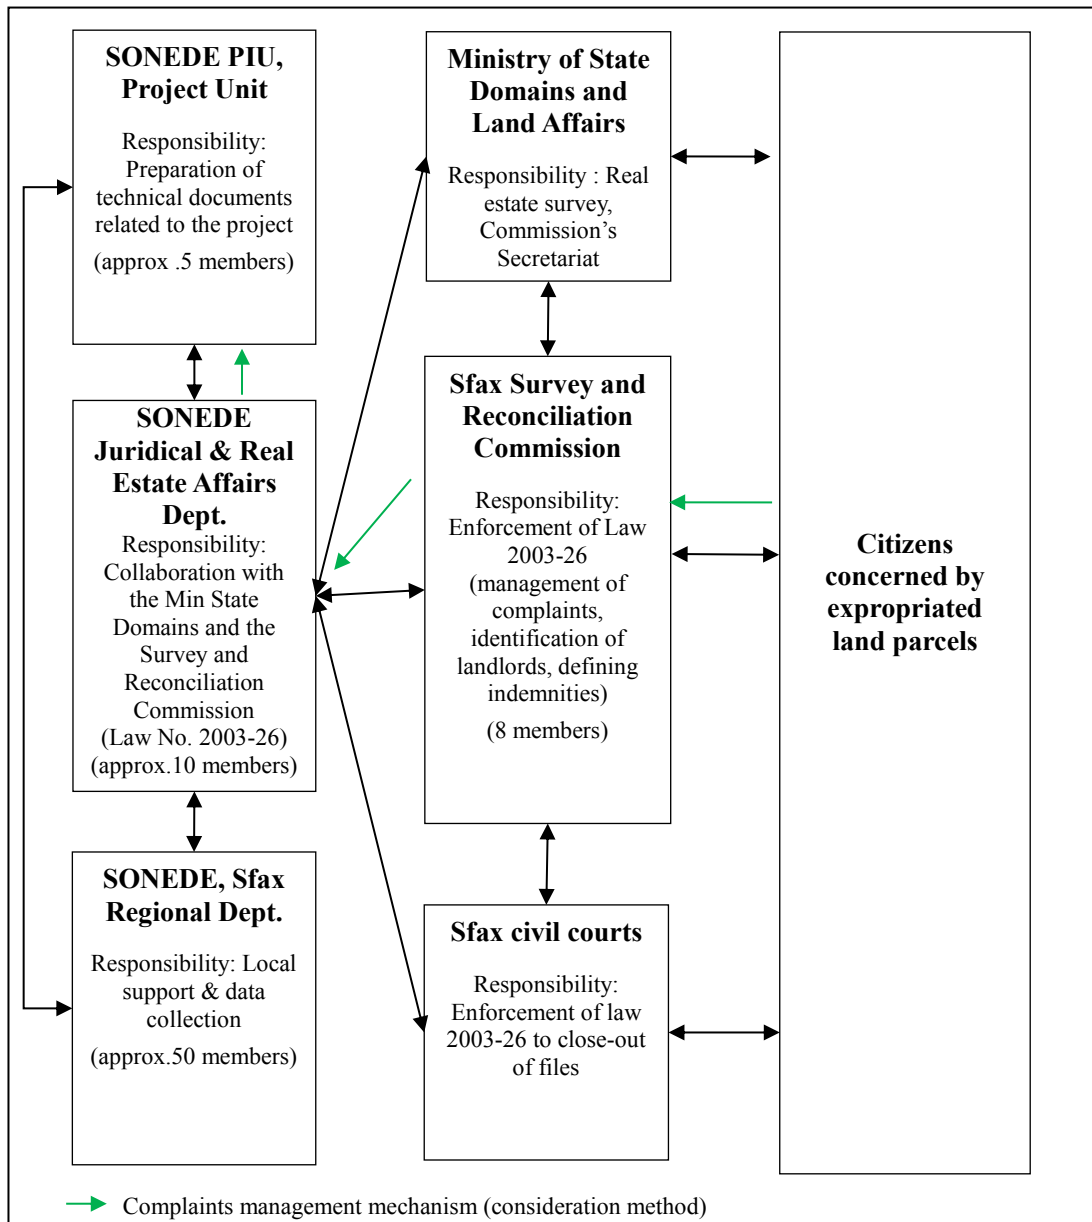 SONEDE PIU,
Project Unit
Responsibility:
Preparation of
technical documents
related to the project
(approx .5 members)
SONEDE
Juridical & Real
Estate Affairs
Dept.
Responsibility:
Collaboration with
the Min State
Domains and the
Survey and
Reconciliation
Commission
(Law No. 2003-26)
(approx.10 members)
SONEDE, Sfax
Regional Dept.
Responsibility: Local
support & data
collection
(approx.50 members)
Ministry of State
Domains and
Land Affairs
Responsibility : Real
estate survey,
Commission’s
Secretariat
Sfax Survey and
Reconciliation
Commission
Responsibility:
Enforcement of Law
2003-26
(management of
complaints,
identification of
landlords, defining
indemnities)
(8 members)
Sfax civil courts
Responsibility:
Enforcement of law
2003-26 to close-out
of files
Citizens
concerned by
expropriated
land parcels
Complaints management mechanism (consideration method)